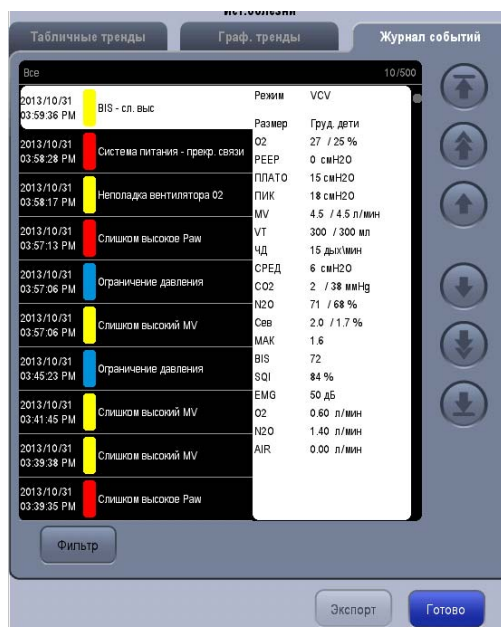 Ист.болезни
Табличные тренды
Граф. тренды
Журнал событий
Все
10/500
2013/10/31
03:59:36 PM
BIS - сл. выс
2013/10/31
03:58:28 PM
Система питания - прекр. связи
2013/10/31
03:58:17 PM
Неполадка вентилятора 02
2013/10/31
03:57:13 PM
Слишком высокое Paw
2013/10/31
03:57:06 PM
Ограничение давления
2013/10/31
03:57:06 PM
Слишком высокий MV
2013/10/31
03:45:23 PM
Ограничение давления
2013/10/31
03:41:45 PM
Слишком высокий MV
2013/10/31
03:39:38 PM
Слишком высокий MV
2013/10/31
03:39:35 PM
Слишком высокое Paw
Режим VCV
Размер Груд. дети
O2 27 / 25 %
PEEP 0 смH2O
ПЛАТО 15 смH2O
ПИК 18 смH2O
MV 4.5 / 4.5 л/мин
VT 300 / 300 мл
ЧД 15 дых\мин
СРЕД 6 смH2O
CO2 2 / 38 ммHg
N2O 71 / 68 %
Сев 2.0 / 1.7 %
МАК 1.6
BIS 72
SQI 84 %
EMG 50 дБ
O2 0.60 л/мин
N2O 1.40 л/мин
AIR 0.00 л/мин
Фильтр
Экспорт
Готово